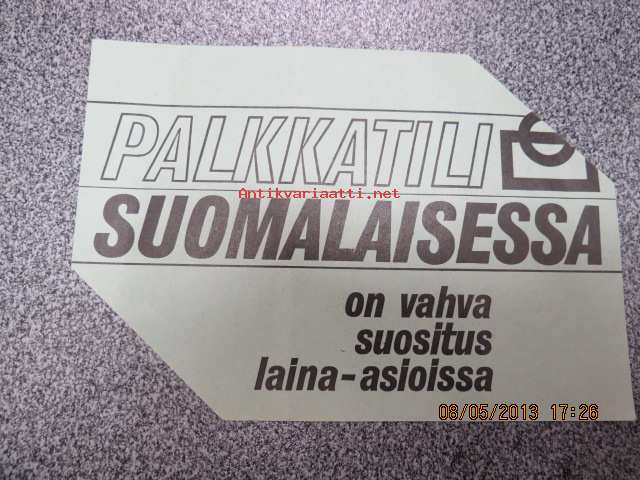 PALKKATILI
Antikvariaatti.net
SUOMALAISESSA
on vahva
suositus
laina-asioissa
08/05/2013 17:26